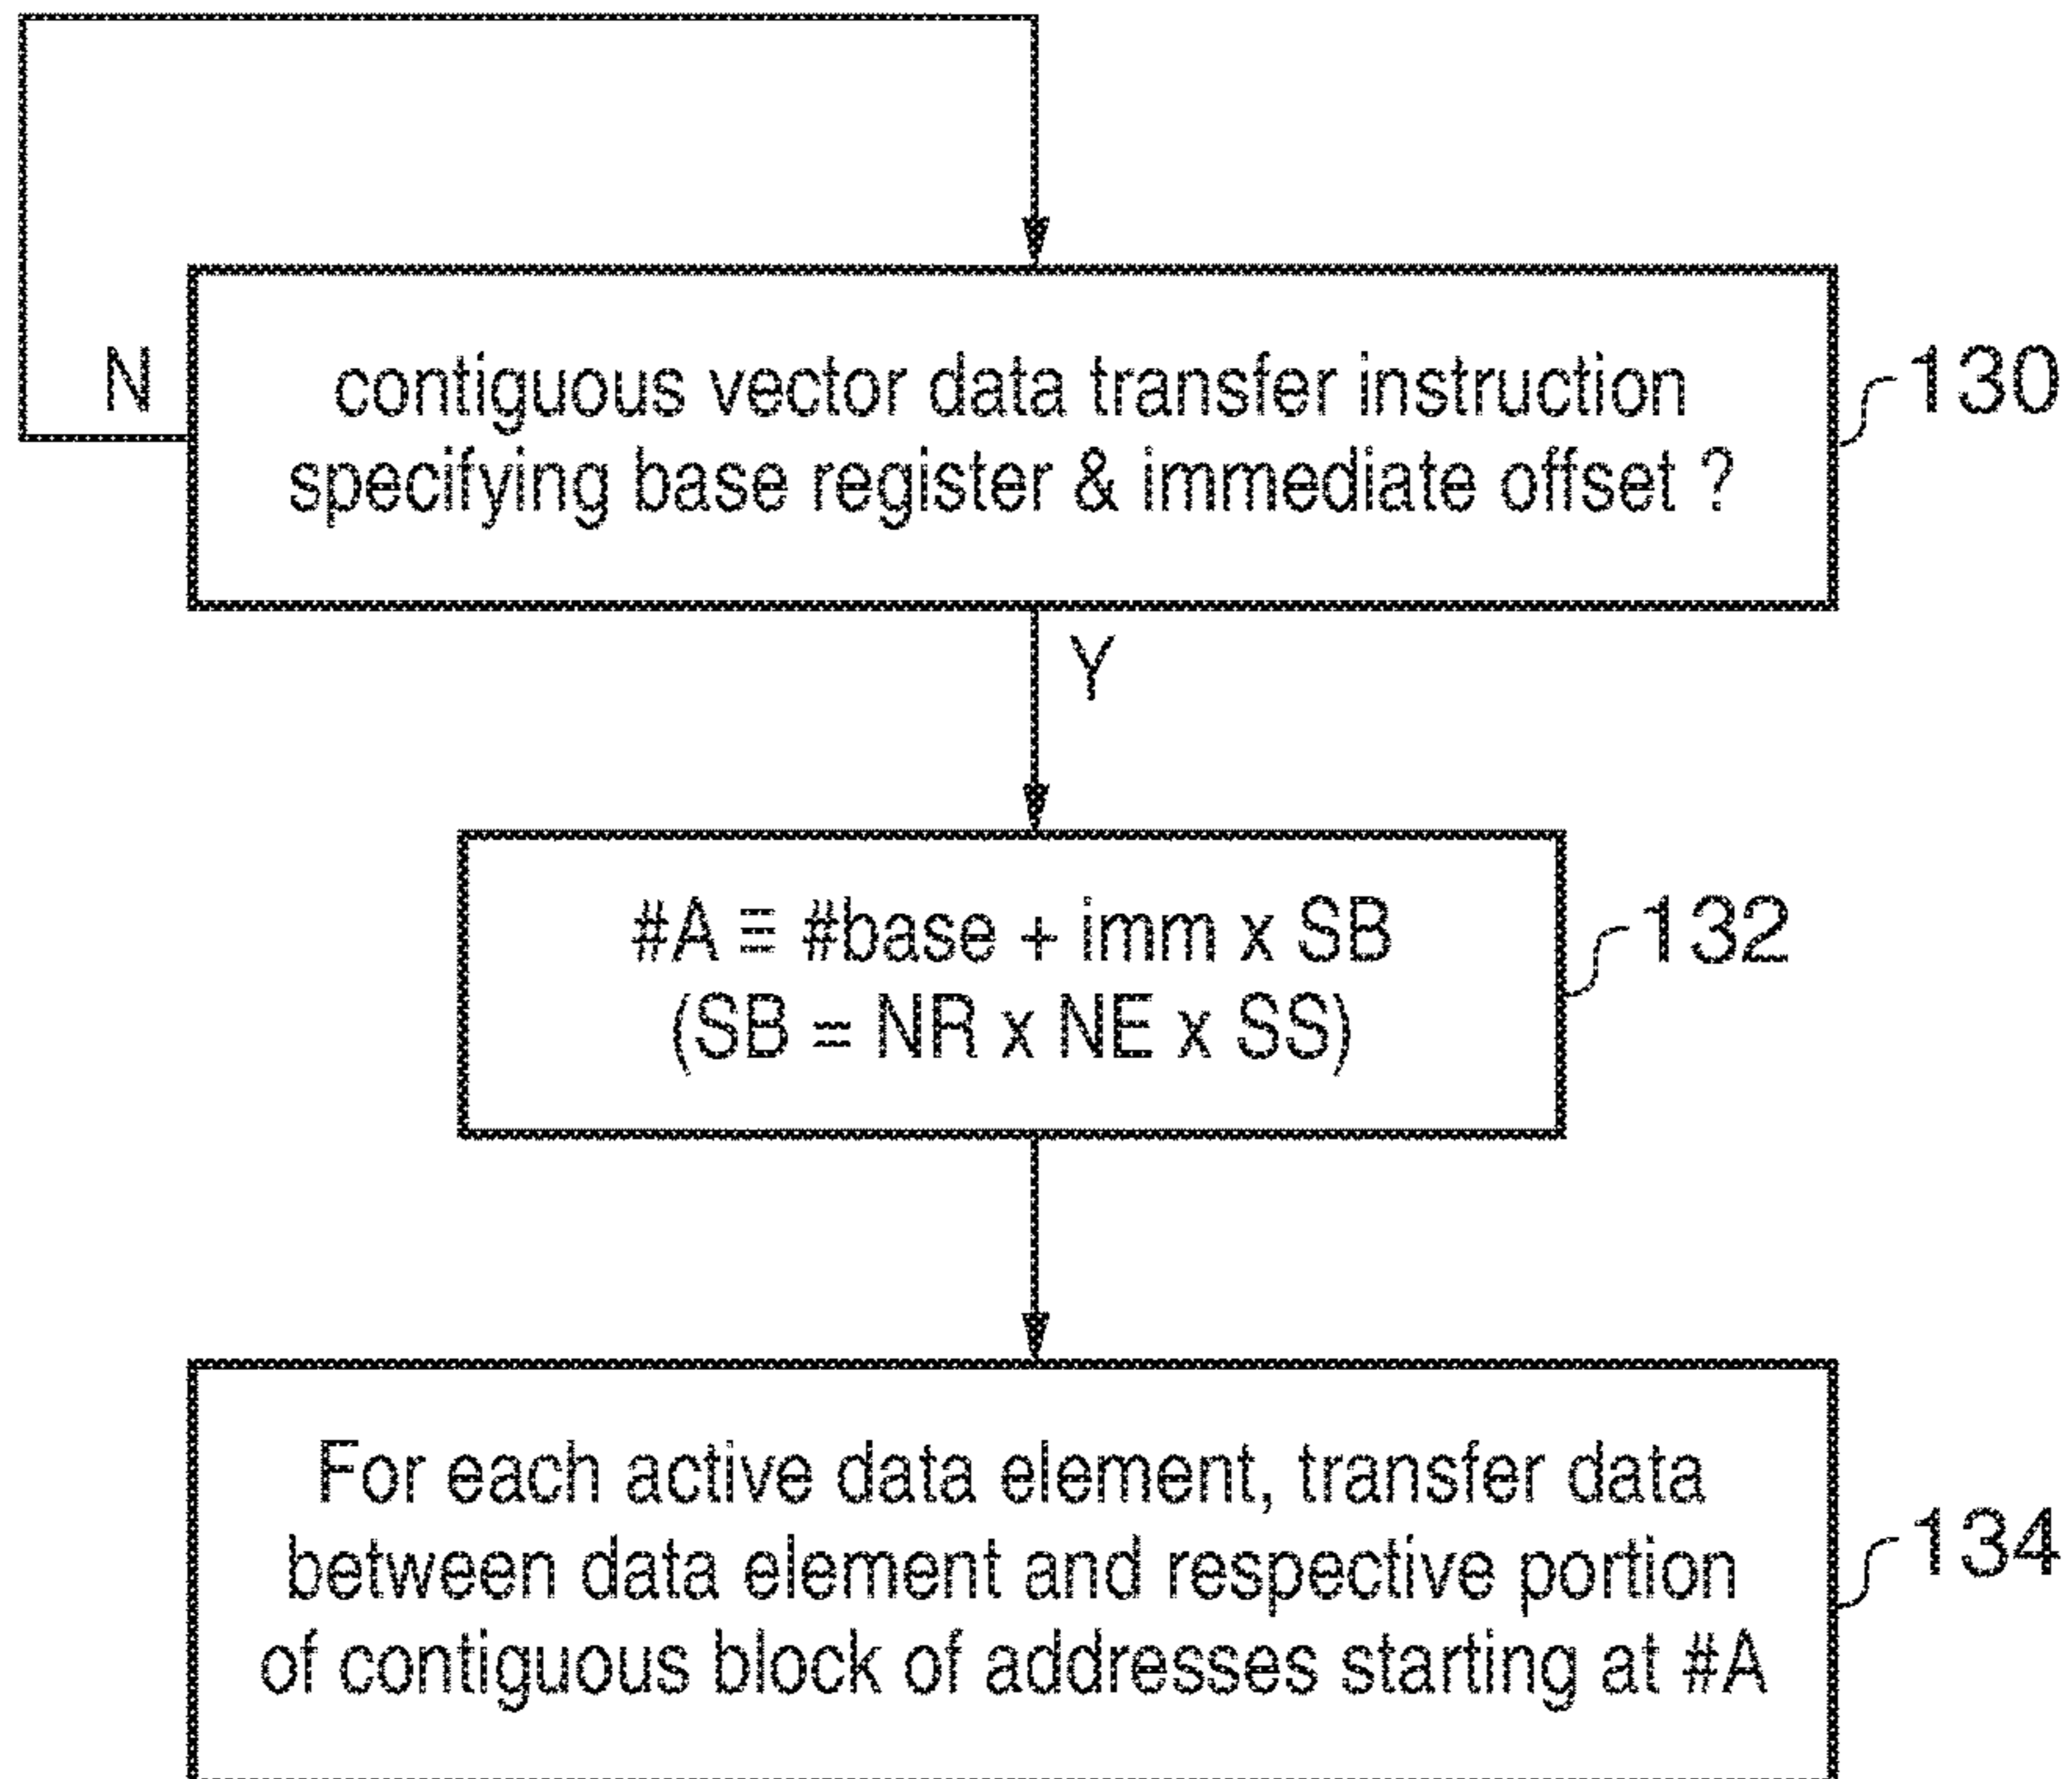 N
contiguous vector data transfer instruction
specifying base register & immediate offset ?
130
Y
#A ≡ #base + imm x SB
(SB = NR x NE x SS)
132
For each active data element, transfer data
between data element and respective portion
of contiguous block of addresses starting at #A
134